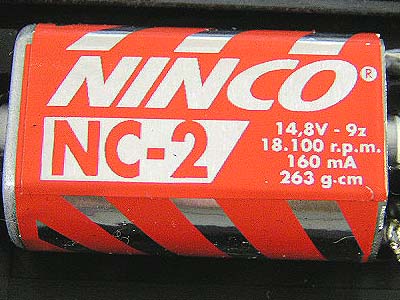 NINCO®
NC-2
14,8V - 9z
18.100 r.p.m.
160 mA
263 g·cm